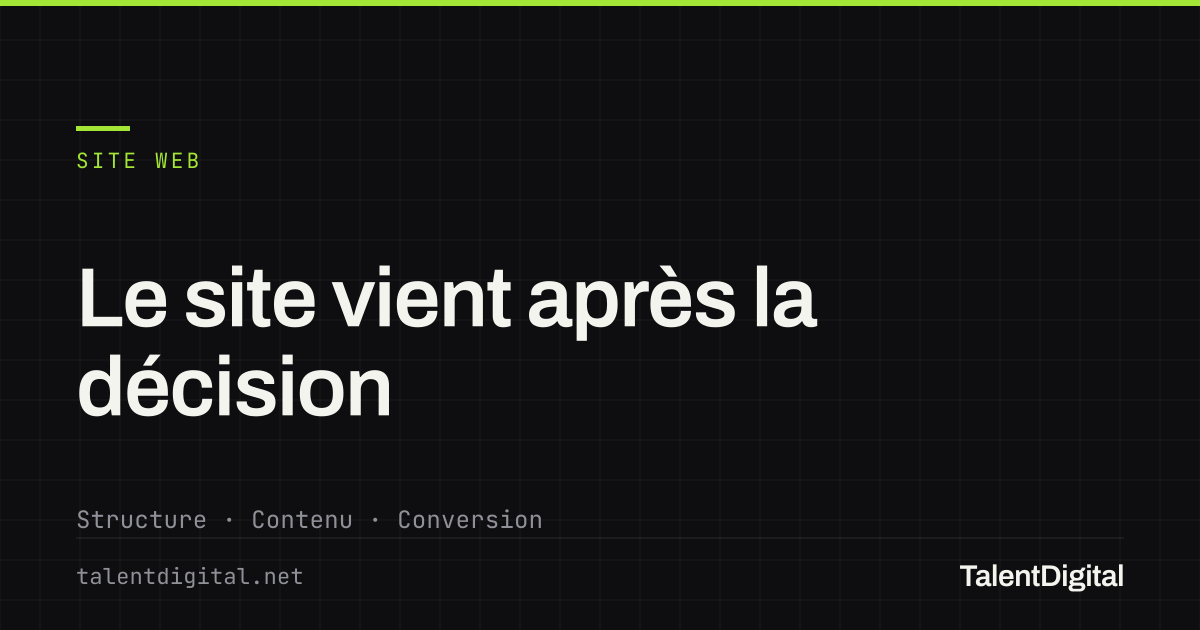 SITE WEB
Le site vient après la
décision
Structure · Contenu · Conversion
talentdigital.net
TalentDigital